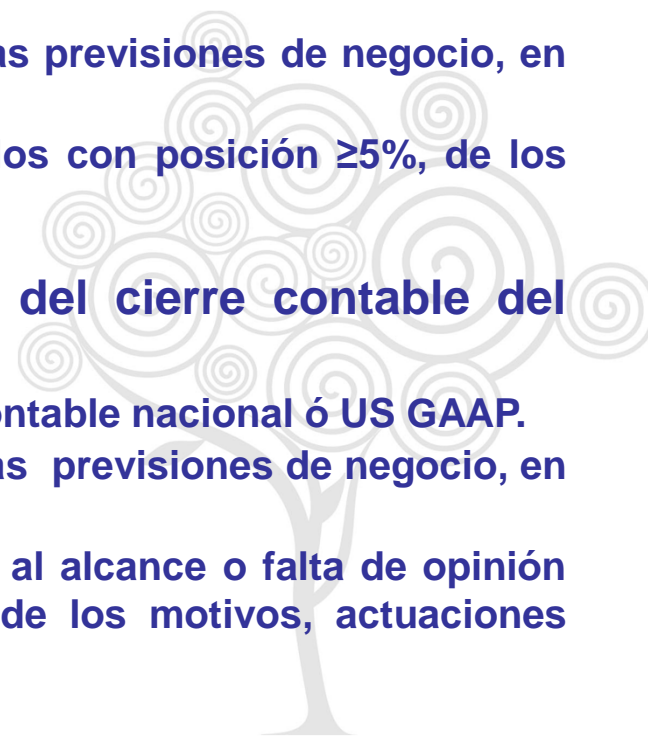 as previsiones de negocio, en
los con posición ≥5%, de los
del cierre contable del
ontable nacional ó US GAAP.
as previsiones de negocio, en
al alcance o falta de opinión
de los motivos, actuaciones